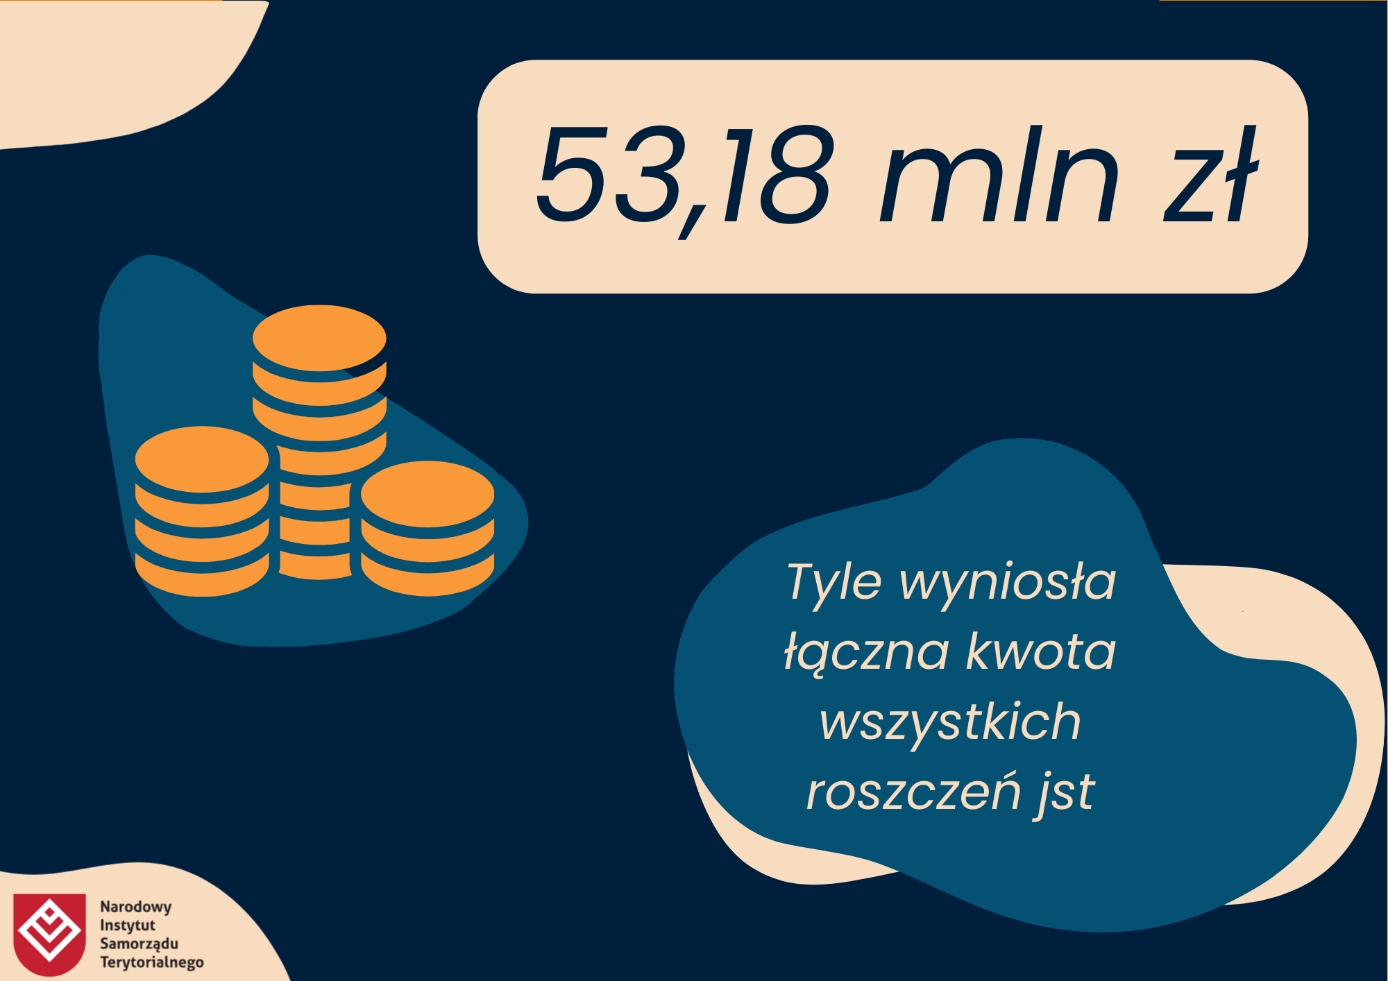 53,18 mln zł
Tyle wyniosła
łączna kwota
wszystkich
roszczeń jst
Narodowy
Instytut
Samorządu
Terytorialnego